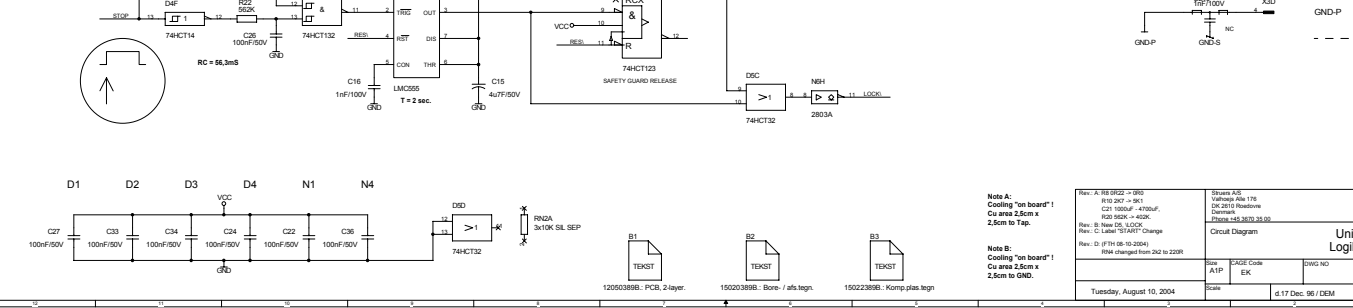 D4F
STOP
13
12
74HCT14
R22
562K
C26
100nF/50V
GND
RC = 56,3mS
12
13
&
11
74HCT132
2
TRIG
OUT
3
RES\
4
RST
DIS
7
5
CON
THR
6
LMC555
T = 2 sec.
C16
1nF/100V
GND
C15
4u7F/50V
GND
RCX
9
&
VCC
10
RES\
11
R
12
74HCT123
SAFETY GUARD RELEASE
D5C
9
10
>1
8
74HCT32
N6H
8
11
LOCK\
2803A
1nF/100V
X3D
4
NC
GND-P
GND-S
GND-P
D1
D2
D3
D4
N1
N4
VCC
C27
100nF/50V
C33
100nF/50V
C34
100nF/50V
C24
100nF/50V
C22
100nF/50V
C36
100nF/50V
GND
D5D
12
13
>1
74HCT32
RN2A
3x10K SIL SEP
B1
TEKST
12050389B.: PCB, 2-layer.
B2
TEKST
15020389B.: Bore- / afs.tegn.
B3
TEKST
15022389B.: Komp.plas.tegn
Note A:
Cooling "on board" !
Cu area 2,5cm x
2,5cm to Tap.
Note B:
Cooling "on board" !
Cu area 2,5cm x
2,5cm to GND.
Rev.: A: R8 0R22 -> 0R0
R10 2K7 -> 5K1
C21 1000uF - 4700uF,
R20 562K -> 402K.
Rev.: B: New D5, \LOCK
Rev.: C: Label "START" Change
Rev.: D: (FTH 08-10-2004)
RN4 changed from 2k2 to 220R
Struers A/S
Valhoejs Alle 176
DK 2610 Roedovre
Denmark
Phone +45 3670 35 00
Circuit Diagram
Uni
Logil
Size
A1P
CAGE Code
EK
DWG NO
Scale
Tuesday, August 10, 2004
d.17 Dec. 96 / DEM
12
11
10
9
8
7
6
5
4
3
2